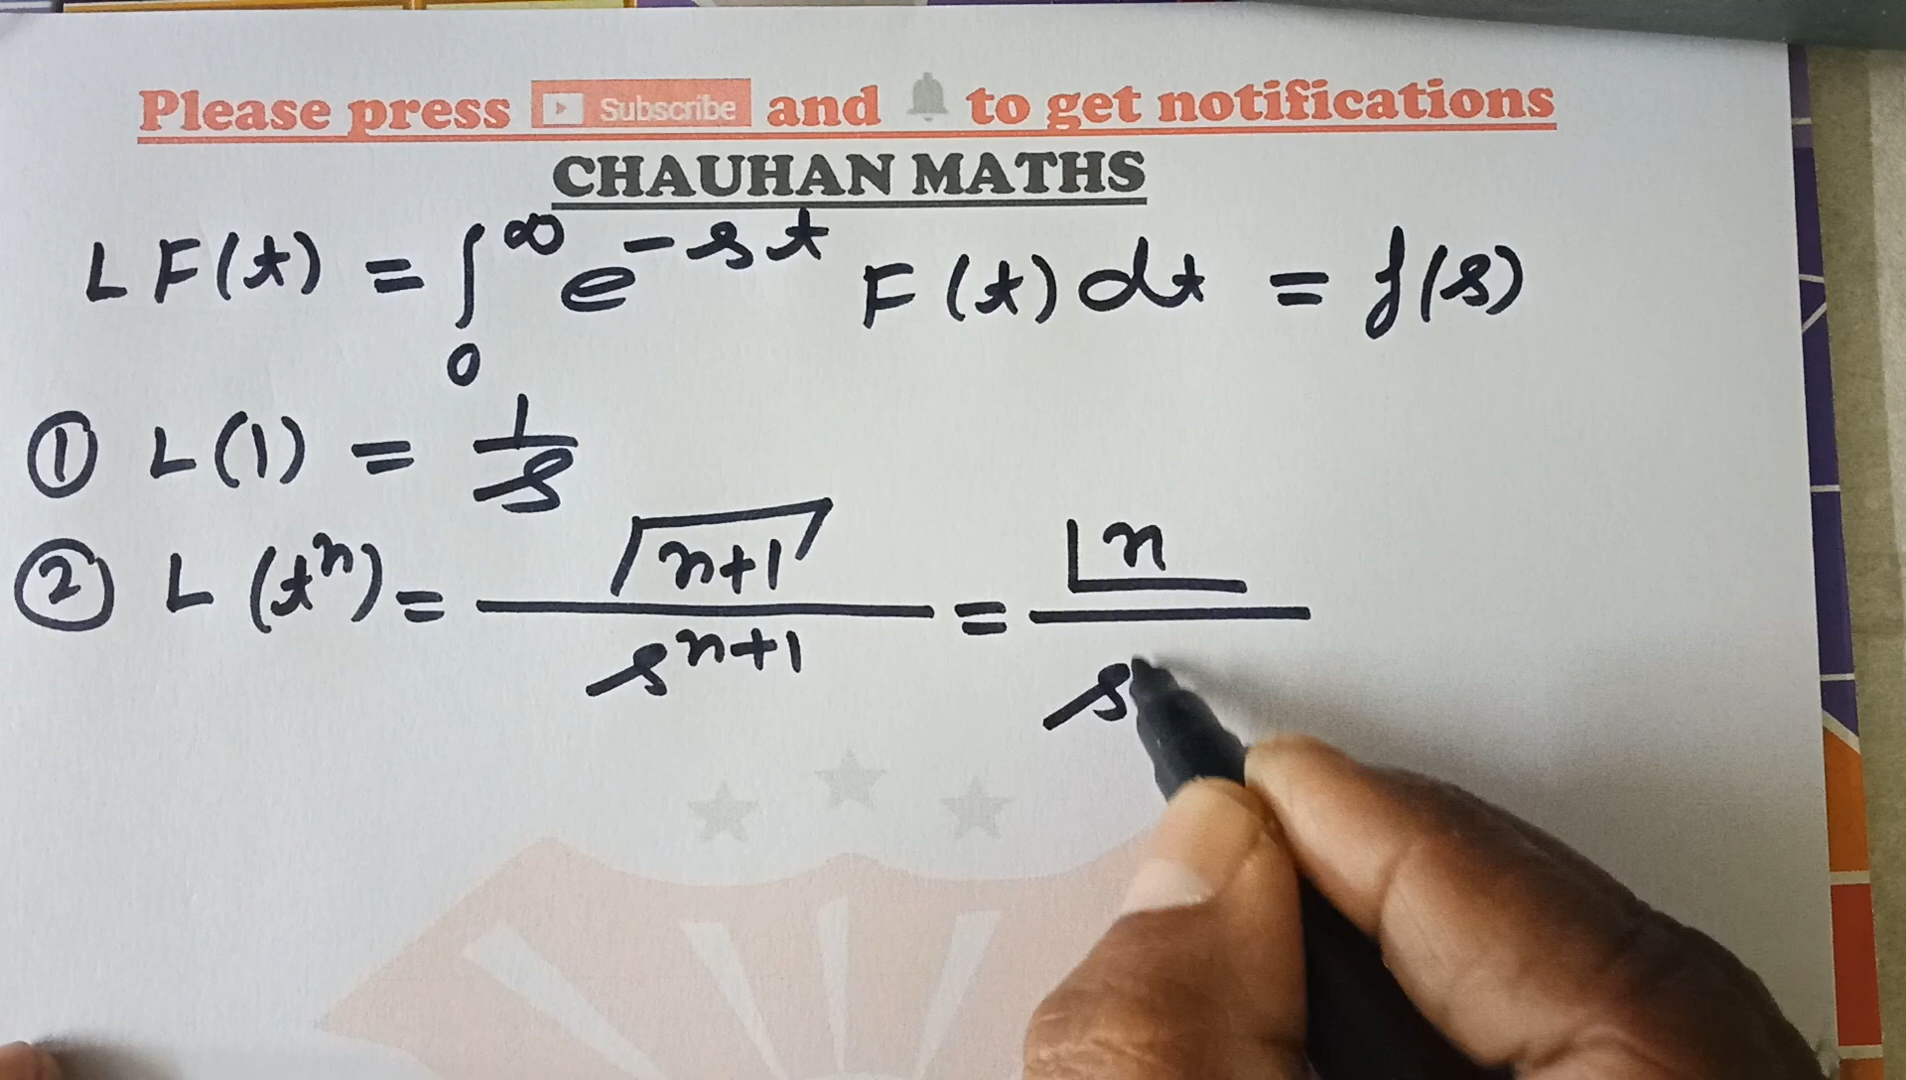 Please press Subscribe and to get notifications
CHAUHAN MATHS
L F(t) = ∫₀^∞ e^{-st} F(t) dt = f(s)
① L(1) = 1/s
② L(tⁿ) = Γ(n+1)/s^{n+1} = ⌊n/s